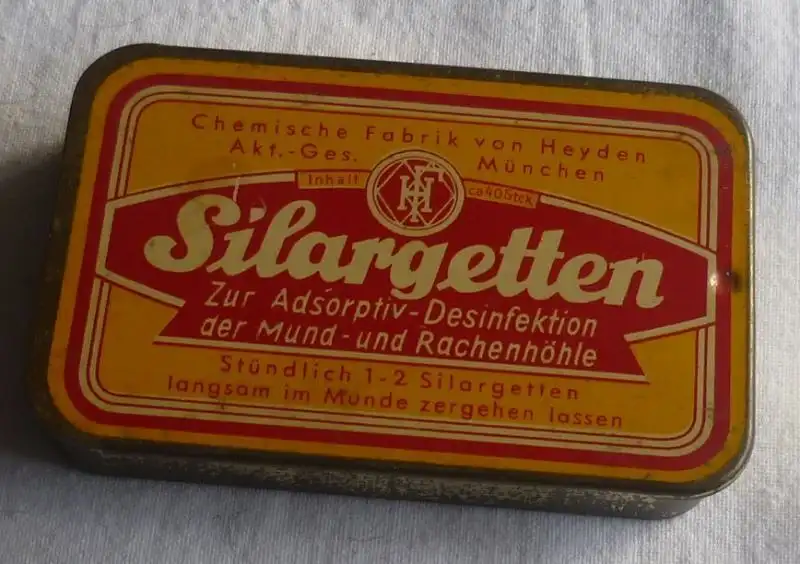 Chemische Fabrik von Heyden
Akt.-Ges. München
Inhalt ca 40 Stck.
Silargetten
Zur Adsorptiv-Desinfektion
der Mund- und Rachenhöhle
Stündlich 1-2 Silargetten
langsam im Munde zergehen lassen